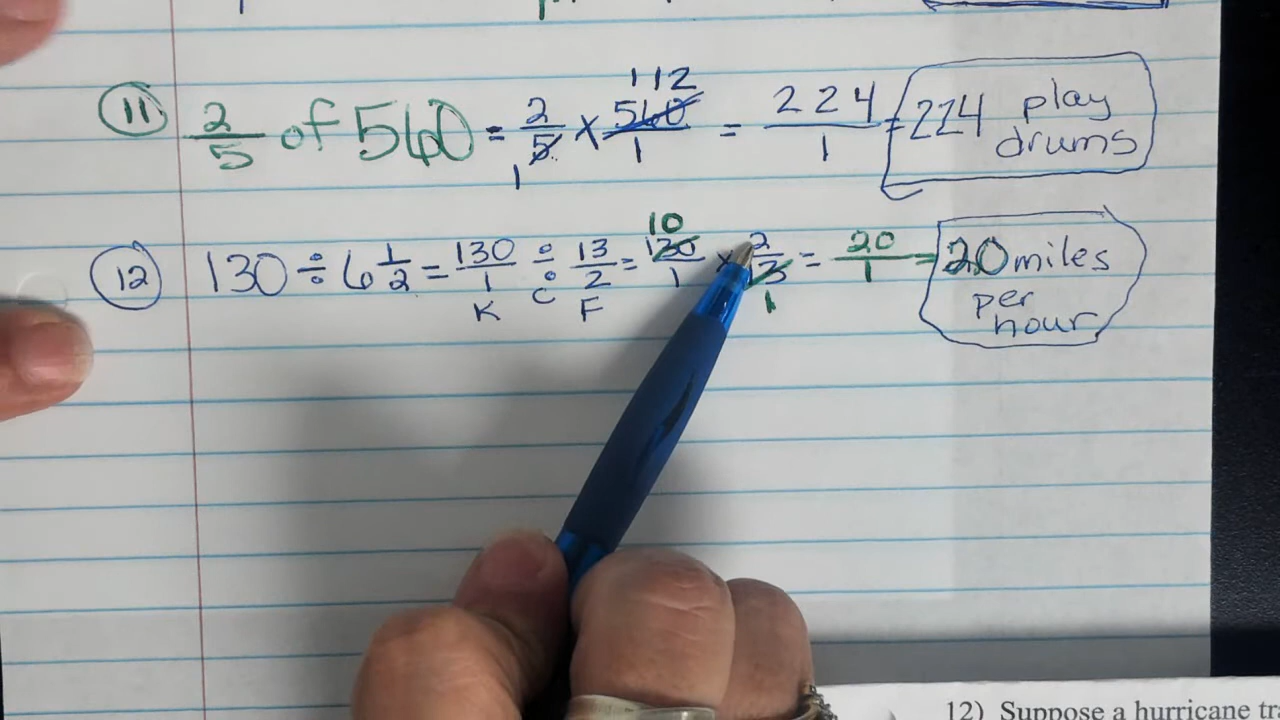 11 2/5 of 560 = 2/5 x 560/1 = 224/1 = 224 play drums
1 112
12 130 ÷ 6 1/2 = 130/1 ÷ 13/2 = 130/1 x 2/13 = 20/1 = 20 miles per hour
10 1
K C F
12) Suppose a hurricane tra